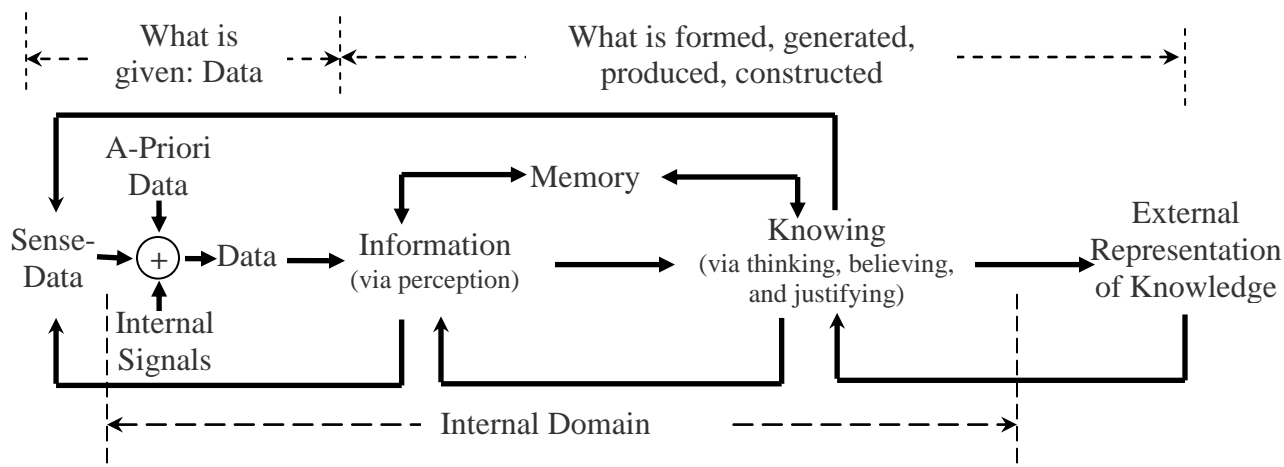 What is
given: Data
What is formed, generated,
produced, constructed
A-Priori
Data
Memory
Sense-
Data
+
Data
Information
(via perception)
Knowing
(via thinking, believing,
and justifying)
External
Representation
of Knowledge
Internal
Signals
Internal Domain